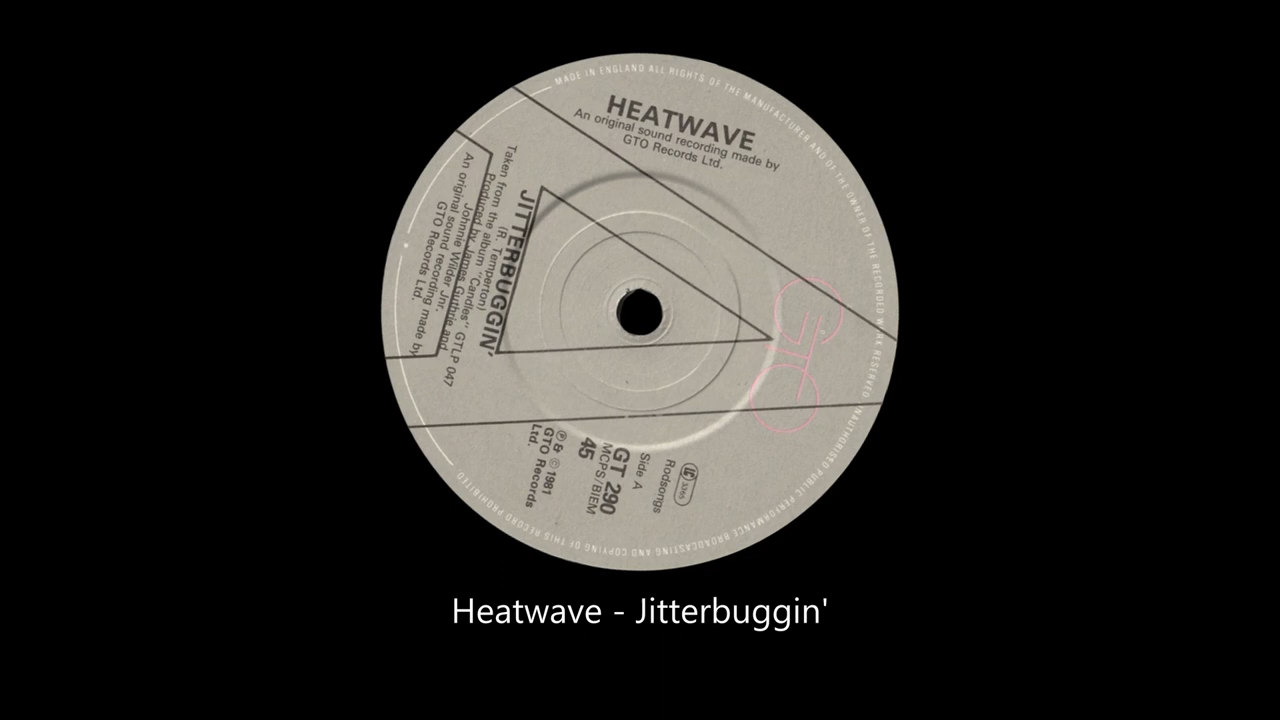 MADE IN ENGLAND ALL RIGHTS OF THE MANUFACTURER AND OF THE OWNER OF THE RECORDED WORK RESERVED UNAUTHORISED PUBLIC PERFORMANCE BROADCASTING AND COPYING OF THIS RECORD PROHIBITED
HEATWAVE
An original sound recording made by
GTO Records Ltd.
JITTERBUGGIN'
(R. Temperton)
Taken from the album "Candles" GTLP 047
Produced by James Guthrie and
Johnnie Wilder Jnr.
An original sound recording made by
GTO Records Ltd.
GTO
LC 3365
Rodsongs
Side A
GT 290
MCPS/BIEM
45
℗ & © 1981
GTO Records
Ltd.
Heatwave - Jitterbuggin'